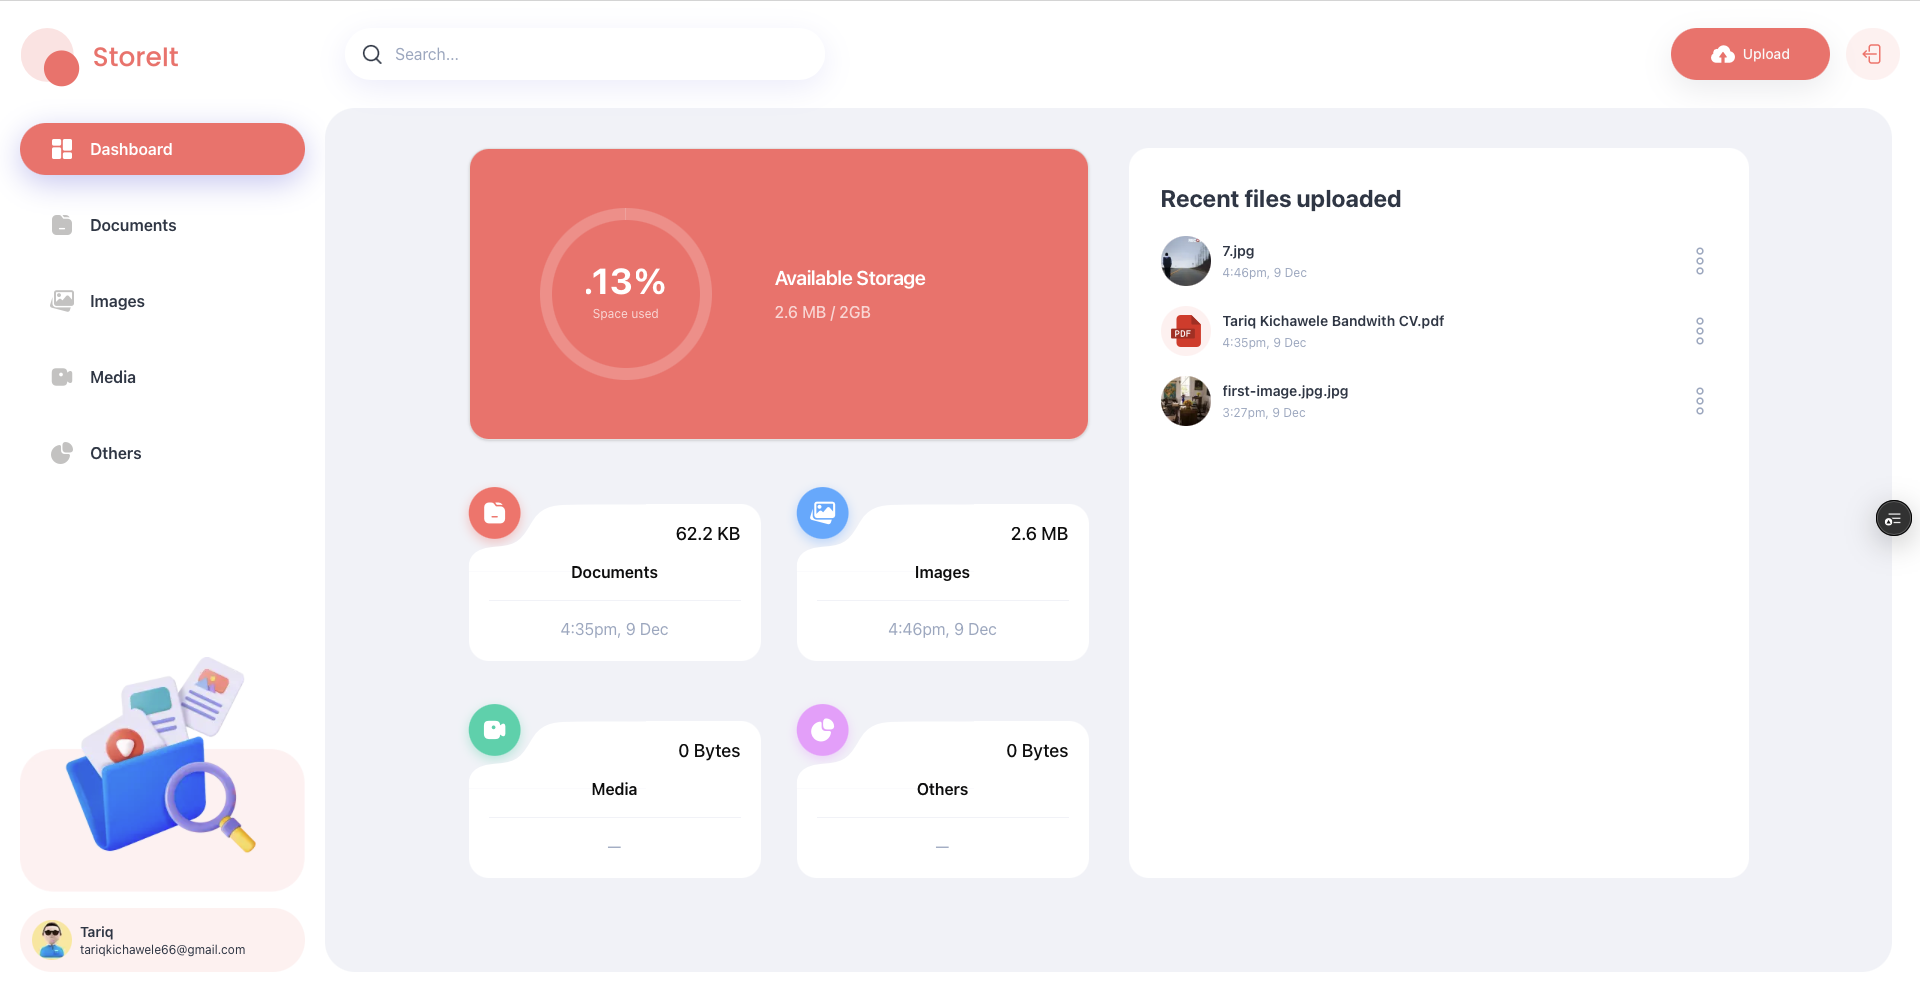 StoreIt
Search...
Upload
Dashboard
Documents
Images
Media
Others
Tariq
tariqkichawele66@gmail.com
.13%
Space used
Available Storage
2.6 MB / 2GB
62.2 KB
Documents
4:35pm, 9 Dec
2.6 MB
Images
4:46pm, 9 Dec
0 Bytes
Media
—
0 Bytes
Others
—
Recent files uploaded
7.jpg
4:46pm, 9 Dec
PDF
Tariq Kichawele Bandwith CV.pdf
4:35pm, 9 Dec
first-image.jpg.jpg
3:27pm, 9 Dec